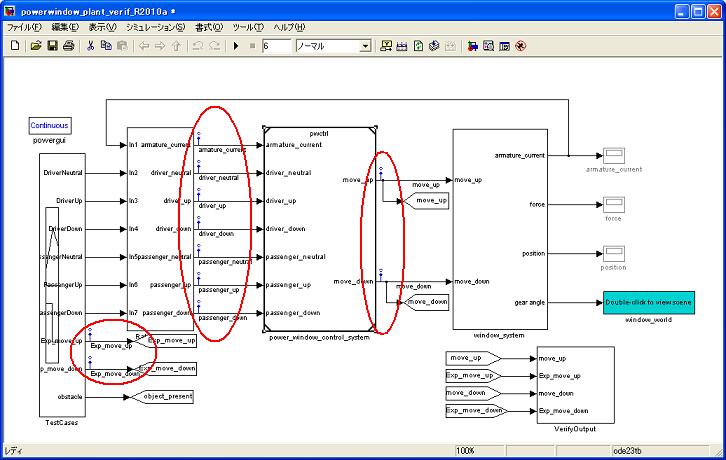 powerwindow_plant_verif_R2010a *
ファイル(F) 編集(E) 表示(V) シミュレーション(S) 書式(O) ツール(T) ヘルプ(H)
6 ノーマル
Continuous
powergui
DriverNeutral
DriverUp
DriverDown
PassengerUp
Exp_move_up
obstacle
TestCases
In1 armature_current
In2 driver_neutral
In3 driver_up
In4 driver_down
In5 passenger_neutral
In6 passenger_up
In7 passenger_down
armature_current
driver_neutral
driver_up
driver_down
passenger_neutral
passenger_up
passenger_down
Exp_move_up
Exp_move_up
Exp_move_down
Exp_move_down
object_present
pwctrl
armature_current
driver_neutral
driver_up
driver_down
passenger_neutral
passenger_up
passenger_down
move_up
move_down
power_window_control_system
move_up
move_up
move_down
move_down
move_up
move_down
armature_current
force
position
gear angle
window_system
armature_current
force
position
Double-click to view scene
window_world
move_up
Exp_move_up
move_down
Exp_move_down
move_up
Exp_move_up
move_down
Exp_move_down
VerifyOutput
レディ 100% ode23tb